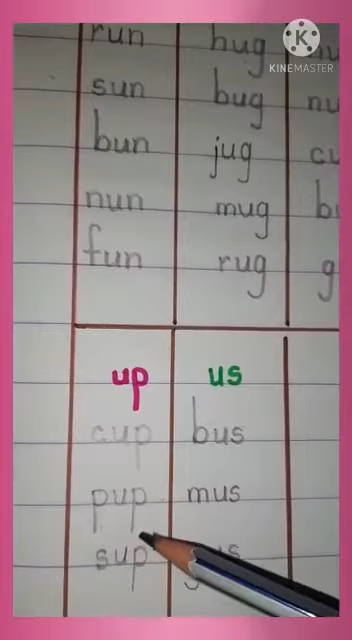 KINEMASTER
run hug
sun bug
bun jug
nun mug
fun rug
up us
cup bus
pup mus
sup